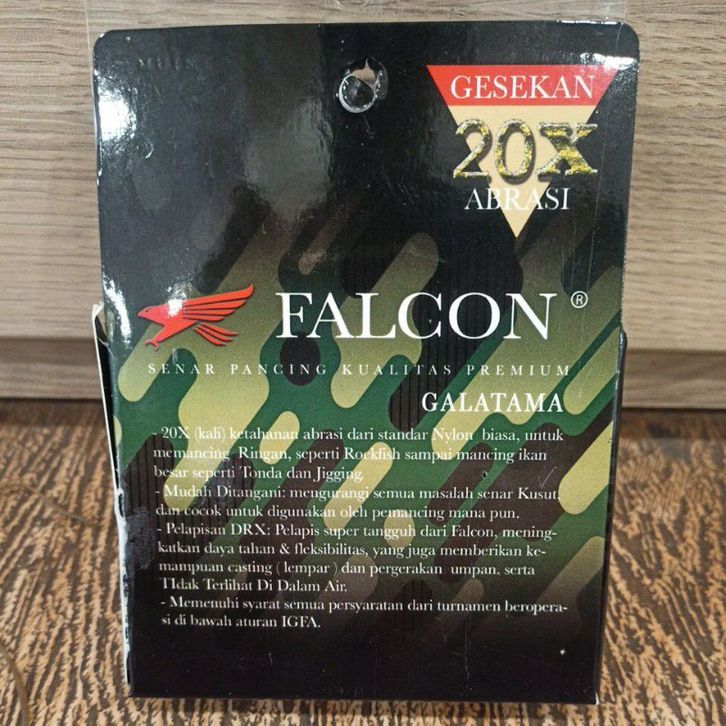 GESEKAN
20X
ABRASI
FALCON ®
SENAR PANCING KUALITAS PREMIUM
GALATAMA
- 20X (kali) ketahanan abrasi dari standar Nylon biasa, untuk
memancing Ringan, seperti Rockfish sampai mancing ikan
besar seperti Tonda dan Jigging.
- Mudah Ditangani: mengurangi semua masalah senar Kusut,
dan cocok untuk digunakan oleh pemancing mana pun.
- Pelapisan DRX: Pelapis super tangguh dari Falcon, mening-
katkan daya tahan & fleksibilitas, yang juga memberikan ke-
mampuan casting ( lempar ) dan pergerakan umpan. serta
TIdak Terlihat Di Dalam Air.
- Memenuhi syarat semua persyaratan dari turnamen beropera-
si di bawah aturan IGFA.